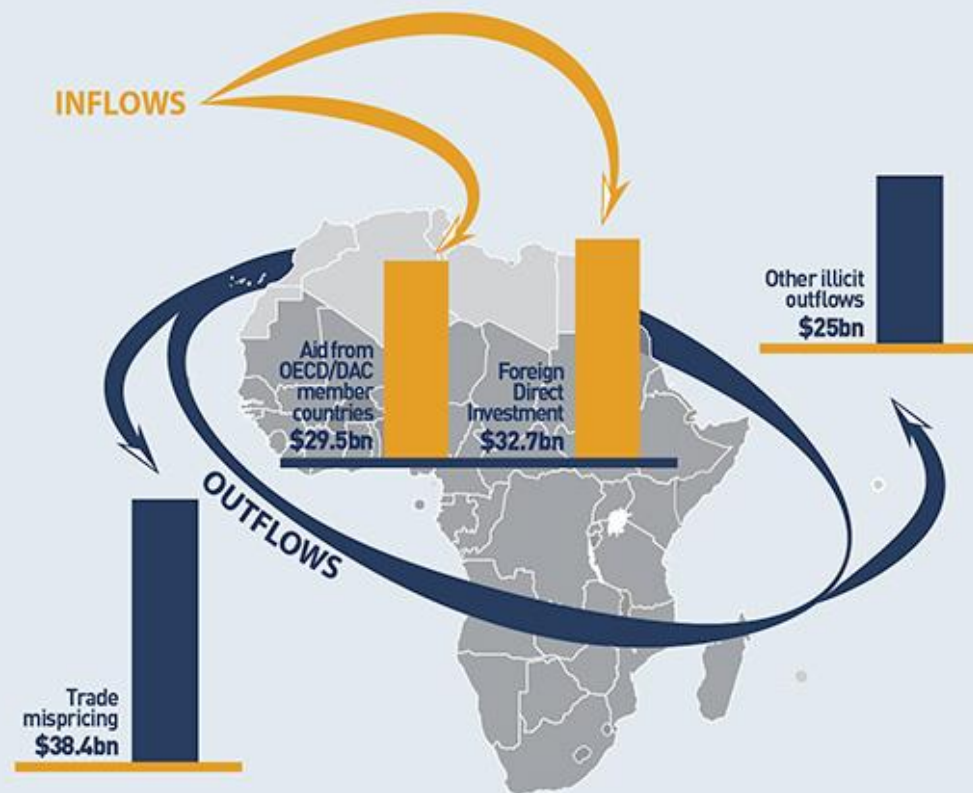 INFLOWS
Other illicit
outflows
$25bn
Aid from
OECD/DAC
member
countries
$29.5bn
Foreign
Direct
Investment
$32.7bn
OUTFLOWS
Trade
mispricing
$38.4bn